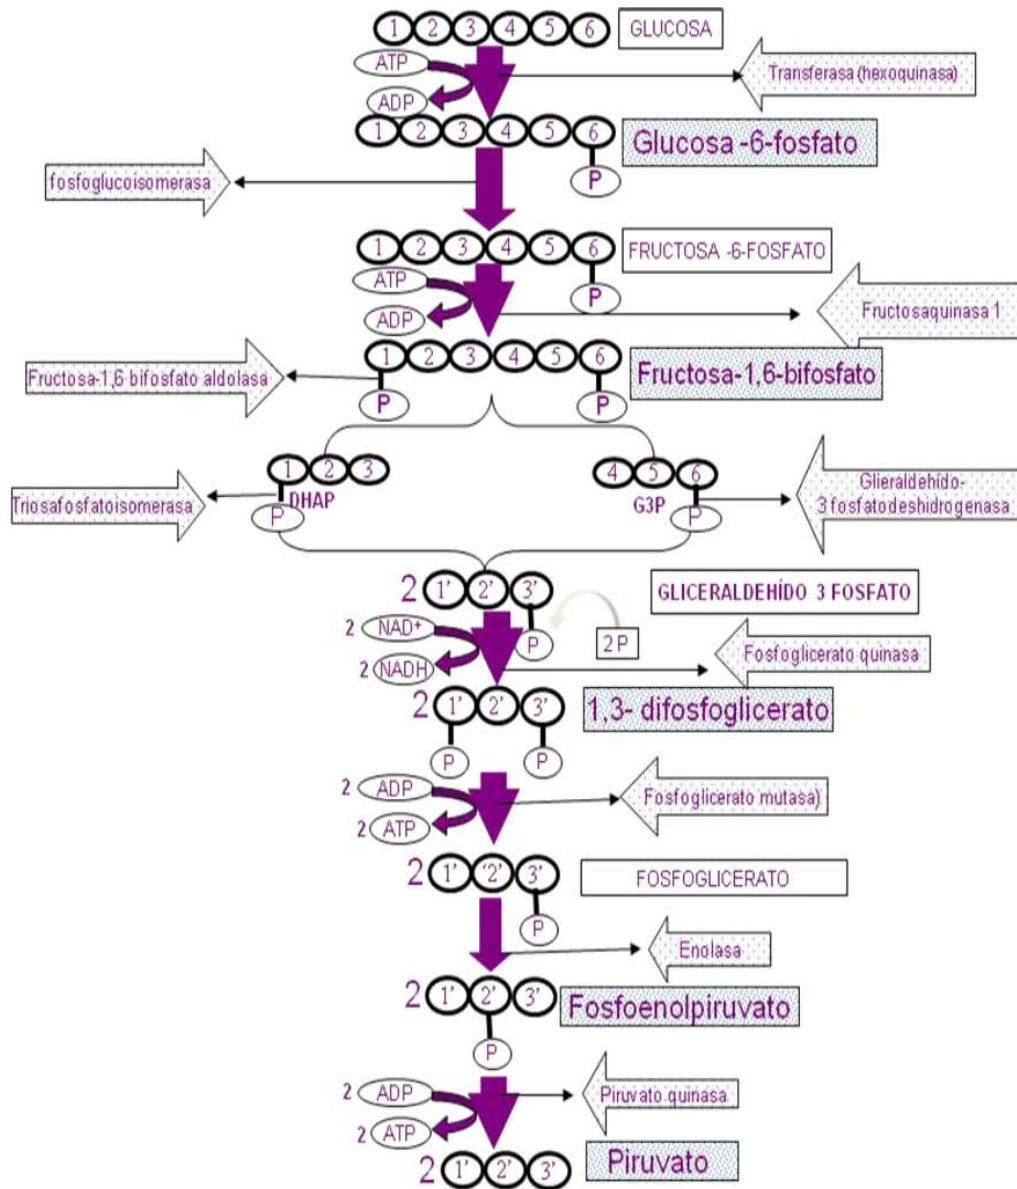 1 2 3 4 5 6 GLUCOSA
ATP
Transferasa (hexoquinasa)
ADP
1 2 3 4 5 6
Glucosa -6-fosfato
P
fosfoglucoisomerasa
1 2 3 4 5 6 FRUCTOSA -6-FOSFATO
ATP
P
ADP
Fructosaquinasa 1
1 2 3 4 5 6
Fructosa-1,6-bifosfato
Fructosa-1,6 bifosfato aldolasa
P P
1 2 3 4 5 6
DHAP G3P
Triosafosfatoisomerasa
P P
Glieraldehído-
3 fosfatodeshidrogenasa
2 1' 2' 3'
GLICERALDEHÍDO 3 FOSFATO
2 NAD+
P
2 P
2 NADH
Fosfoglicerato quinasa
2 1' 2' 3'
1,3- difosfoglicerato
P P
2 ADP
Fosfoglicerato mutasa)
2 ATP
2 1' '2' 3'
FOSFOGLICERATO
P
Enolasa
2 1' 2' 3'
Fosfoenolpiruvato
P
2 ADP
Piruvato quinasa
2 ATP
2 1' 2' 3'
Piruvato